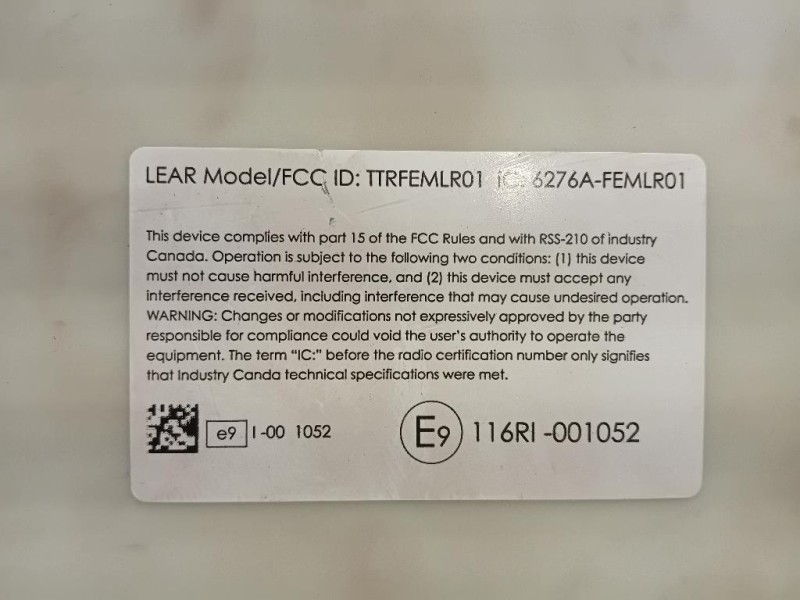 LEAR Model/FCC ID: TTRFEMLR01 IC: 6276A-FEMLR01
This device complies with part 15 of the FCC Rules and with RSS-210 of industry
Canada. Operation is subject to the following two conditions: (1) this device
must not cause harmful interference, and (2) this device must accept any
interference received, including interference that may cause undesired operation.
WARNING: Changes or modifications not expressively approved by the party
responsible for compliance could void the user's authority to operate the
equipment. The term "IC:" before the radio certification number only signifies
that Industry Canda technical specifications were met.
e9 I-00 1052 E9 116RI -001052